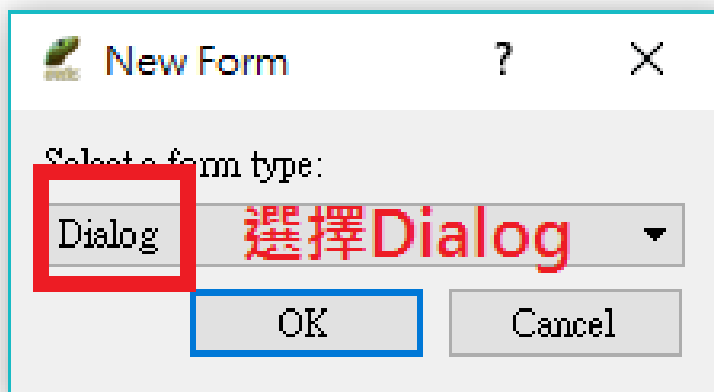 New Form
Select a form type:
Dialog 選擇Dialog
OK Cancel